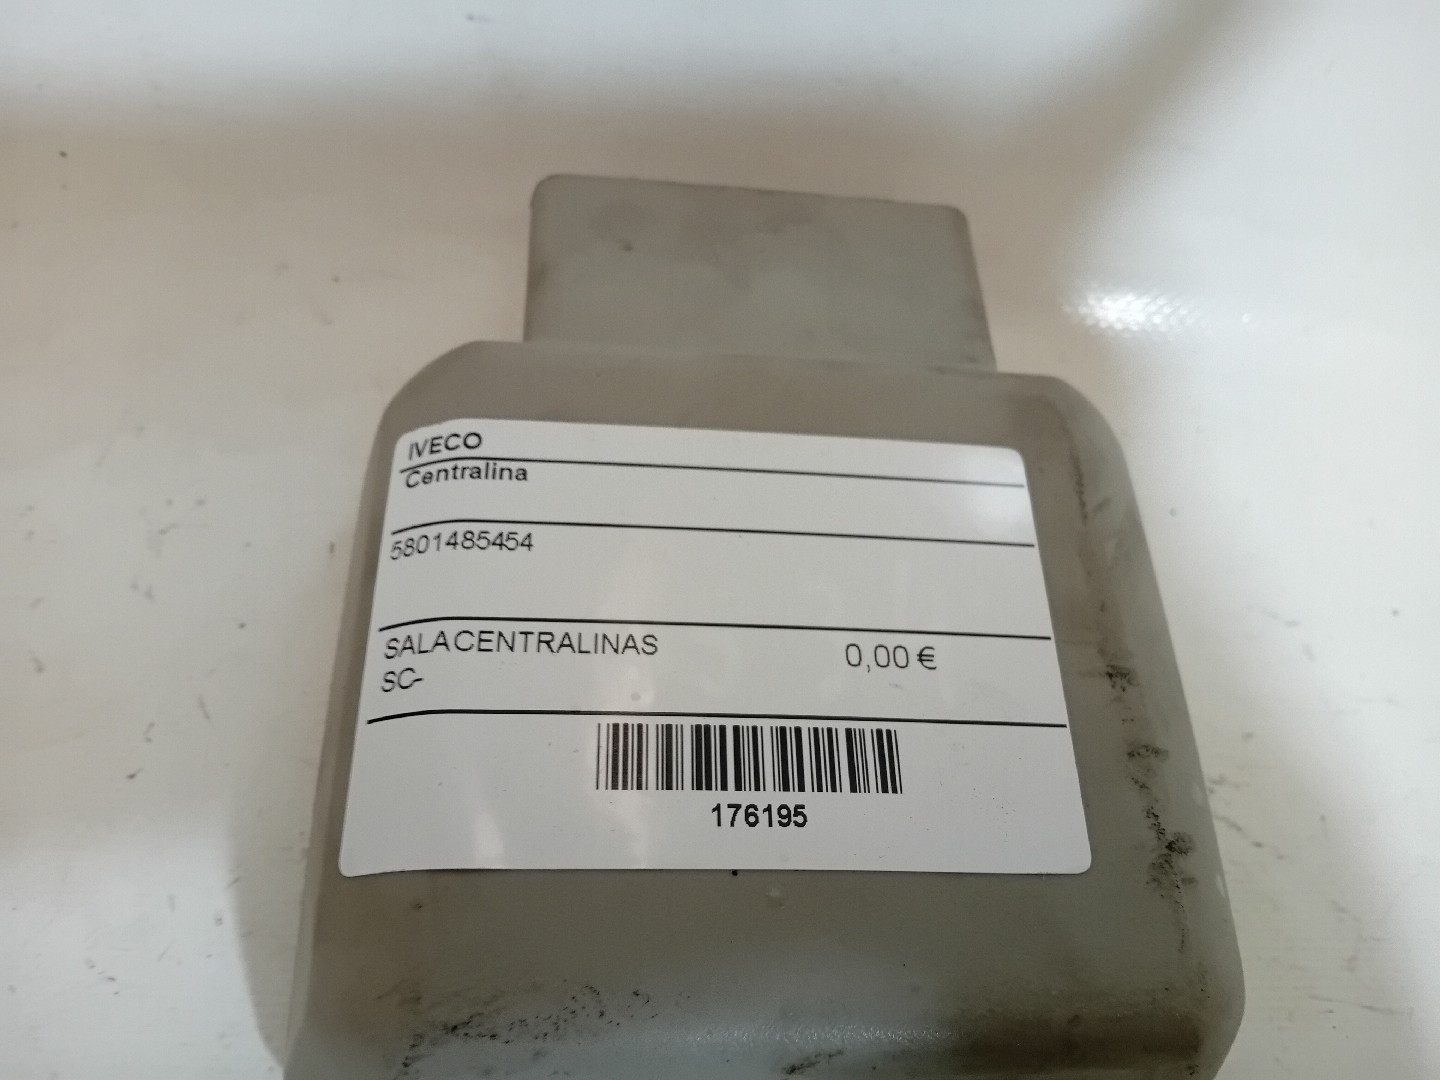 IVECO
Centralina
5801485454
SALACENTRALINAS 0,00 €
SC-
176195